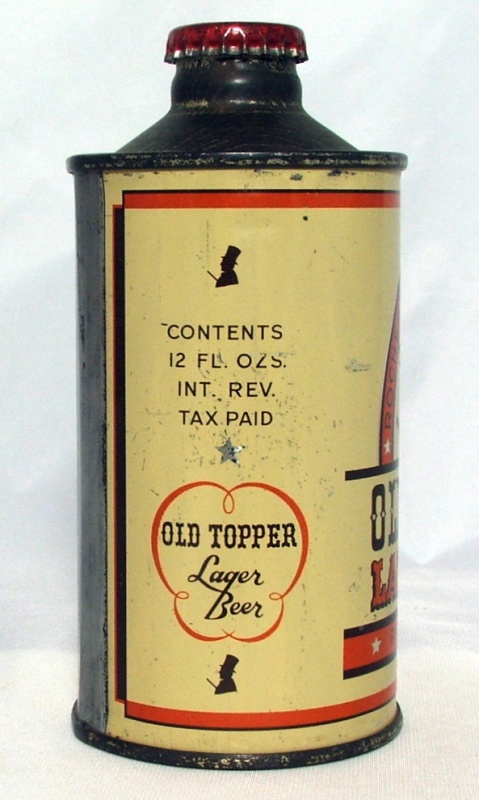 CONTENTS
12 FL. OZS.
INT. REV.
TAX PAID
OLD TOPPER
Lager
Beer